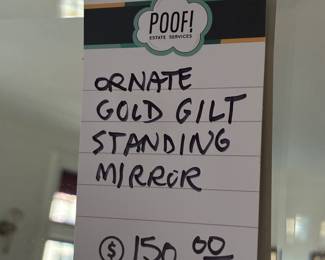 POOF!
ESTATE SERVICES
ORNATE
GOLD GILT
STANDING
MIRROR
$ 150.00